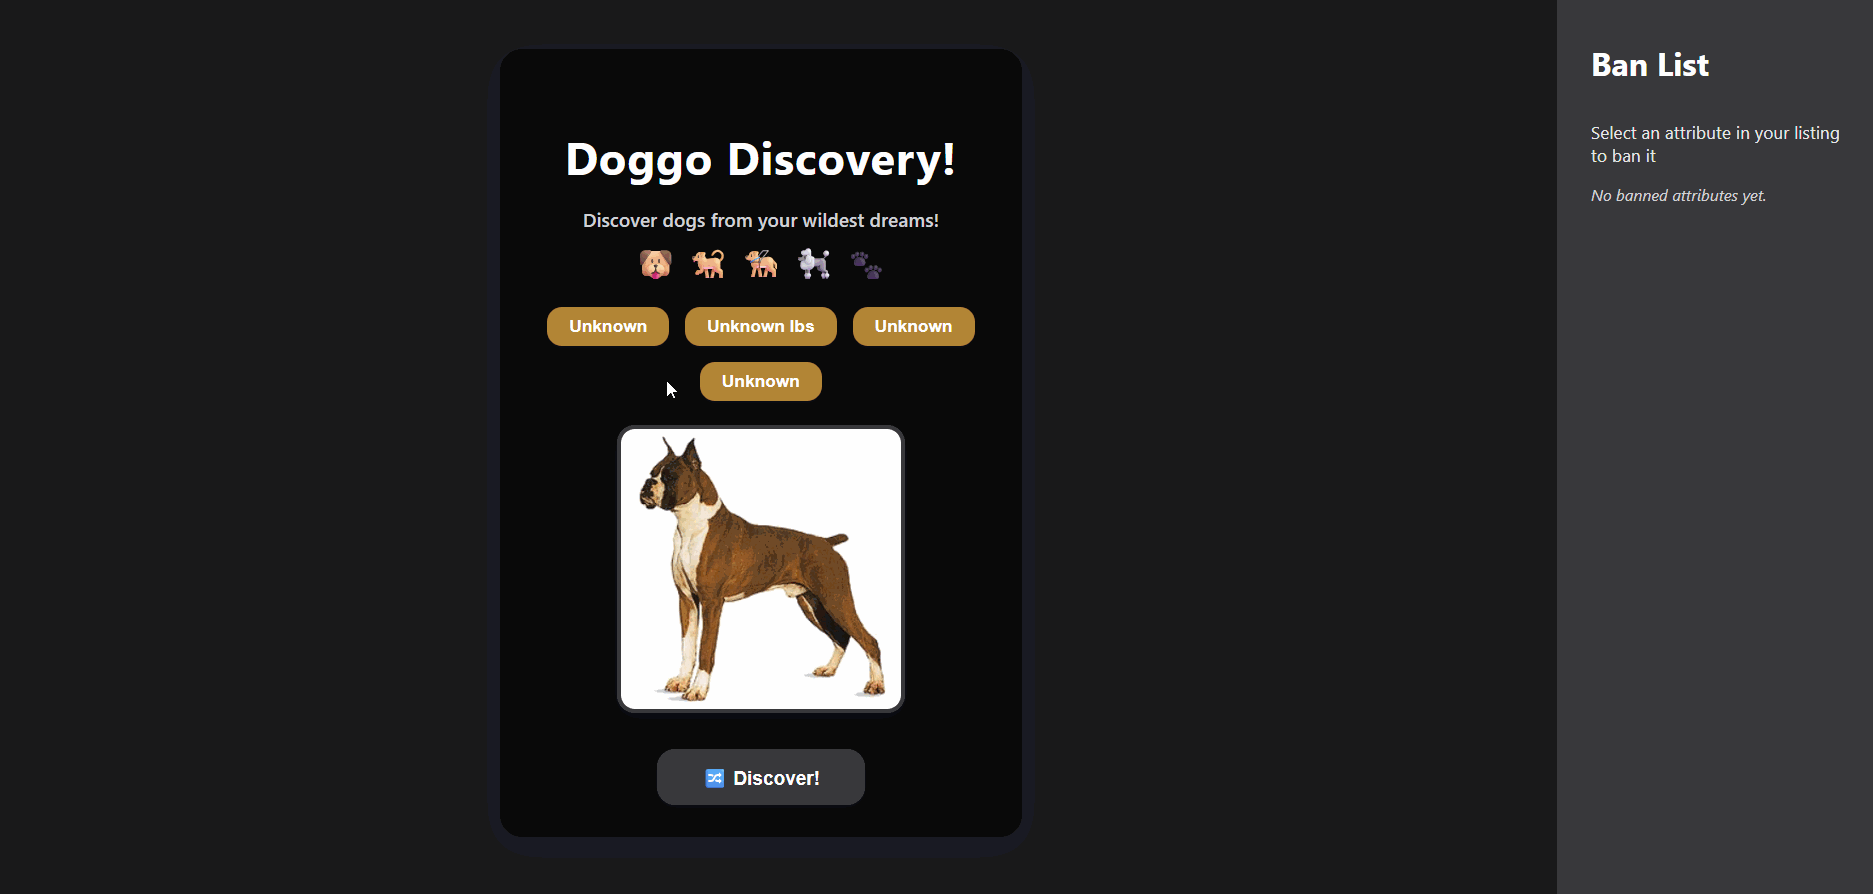 Doggo Discovery!
Discover dogs from your wildest dreams!
Unknown
Unknown lbs
Unknown
Unknown
Discover!
Ban List
Select an attribute in your listing
to ban it
No banned attributes yet.